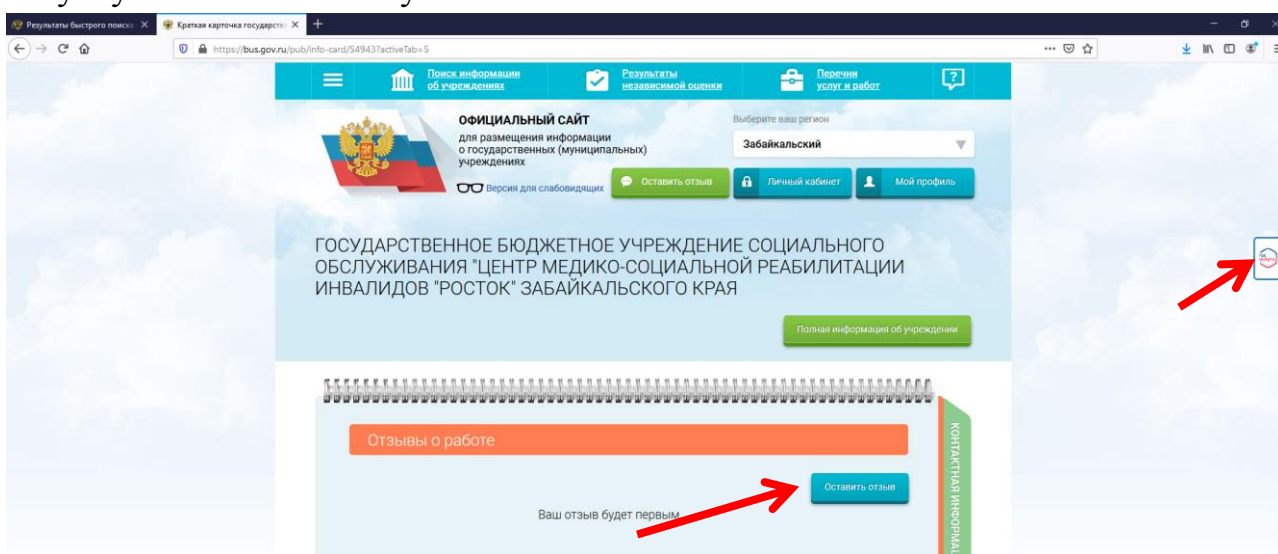 Результаты быстрого поиска
Краткая карточка государств
https://bus.gov.ru/pub/info-card/54943?activeTab=5
Поиск информации
об учреждениях
Результаты
независимой оценки
Перечни
услуг и работ
ОФИЦИАЛЬНЫЙ САЙТ
для размещения информации
о государственных (муниципальных)
учреждениях
Версия для слабовидящих
Выберите ваш регион
Забайкальский
Оставить отзыв
Личный кабинет
Мой профиль
ГОСУДАРСТВЕННОЕ БЮДЖЕТНОЕ УЧРЕЖДЕНИЕ СОЦИАЛЬНОГО
ОБСЛУЖИВАНИЯ "ЦЕНТР МЕДИКО-СОЦИАЛЬНОЙ РЕАБИЛИТАЦИИ
ИНВАЛИДОВ "РОСТОК" ЗАБАЙКАЛЬСКОГО КРАЯ
гос
услуги
Полная информация об учреждении
Отзывы о работе
Оставить отзыв
Ваш отзыв будет первым
КОНТАКТНАЯ ИНФОРМАЦ